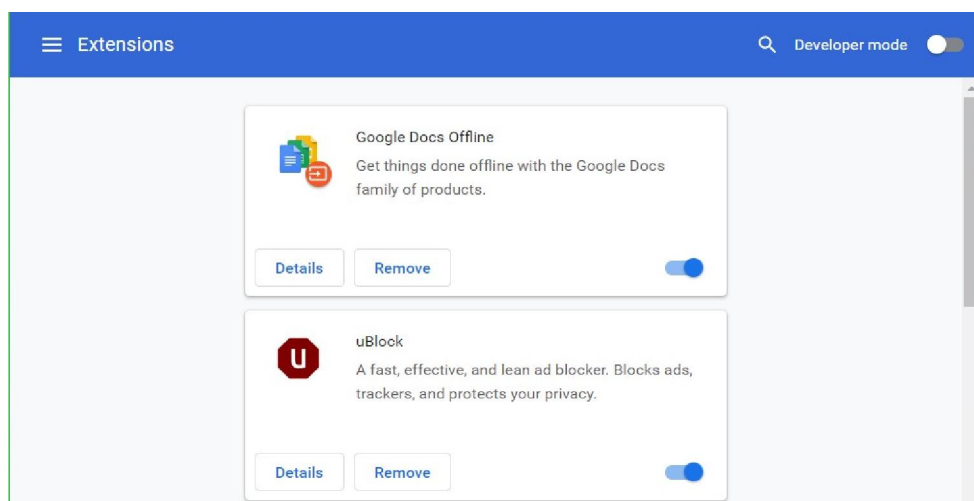 Extensions
Developer mode
Google Docs Offline
Get things done offline with the Google Docs
family of products.
Details
Remove
u
uBlock
A fast, effective, and lean ad blocker. Blocks ads,
trackers, and protects your privacy.
Details
Remove